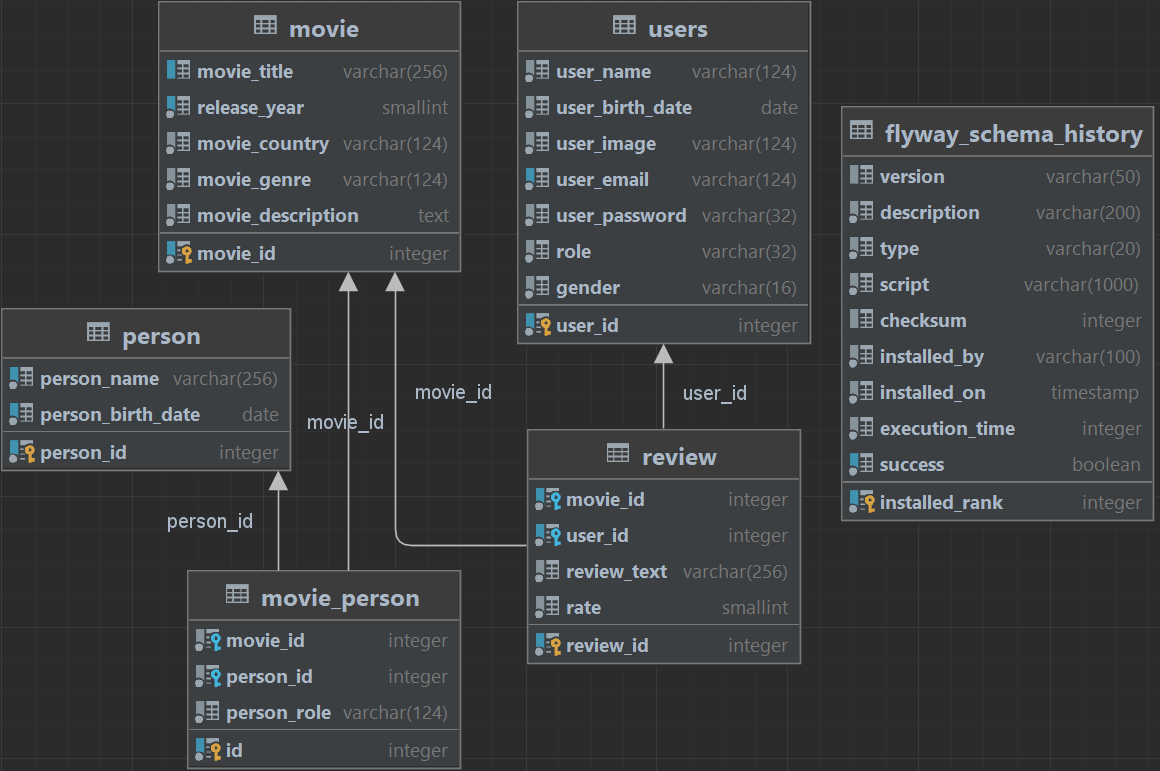 movie
movie_title varchar(256)
release_year smallint
movie_country varchar(124)
movie_genre varchar(124)
movie_description text
movie_id integer
users
user_name varchar(124)
user_birth_date date
user_image varchar(124)
user_email varchar(124)
user_password varchar(32)
role varchar(32)
gender varchar(16)
user_id integer
flyway_schema_history
version varchar(50)
description varchar(200)
type varchar(20)
script varchar(1000)
checksum integer
installed_by varchar(100)
installed_on timestamp
execution_time integer
success boolean
installed_rank integer
person
person_name varchar(256)
person_birth_date date
person_id integer
movie_id
movie_id
user_id
person_id
review
movie_id integer
user_id integer
review_text varchar(256)
rate smallint
review_id integer
movie_person
movie_id integer
person_id integer
person_role varchar(124)
id integer